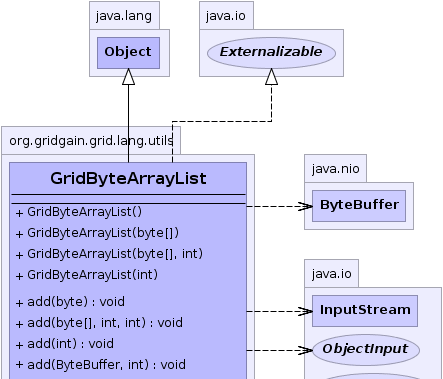 java.lang
Object
java.io
Externalizable
org.gridgain.grid.lang.utils
GridByteArrayList
+ GridByteArrayList()
+ GridByteArrayList(byte[])
+ GridByteArrayList(byte[], int)
+ GridByteArrayList(int)
+ add(byte) : void
+ add(byte[], int, int) : void
+ add(int) : void
+ add(ByteBuffer, int) : void
java.nio
ByteBuffer
java.io
InputStream
ObjectInput